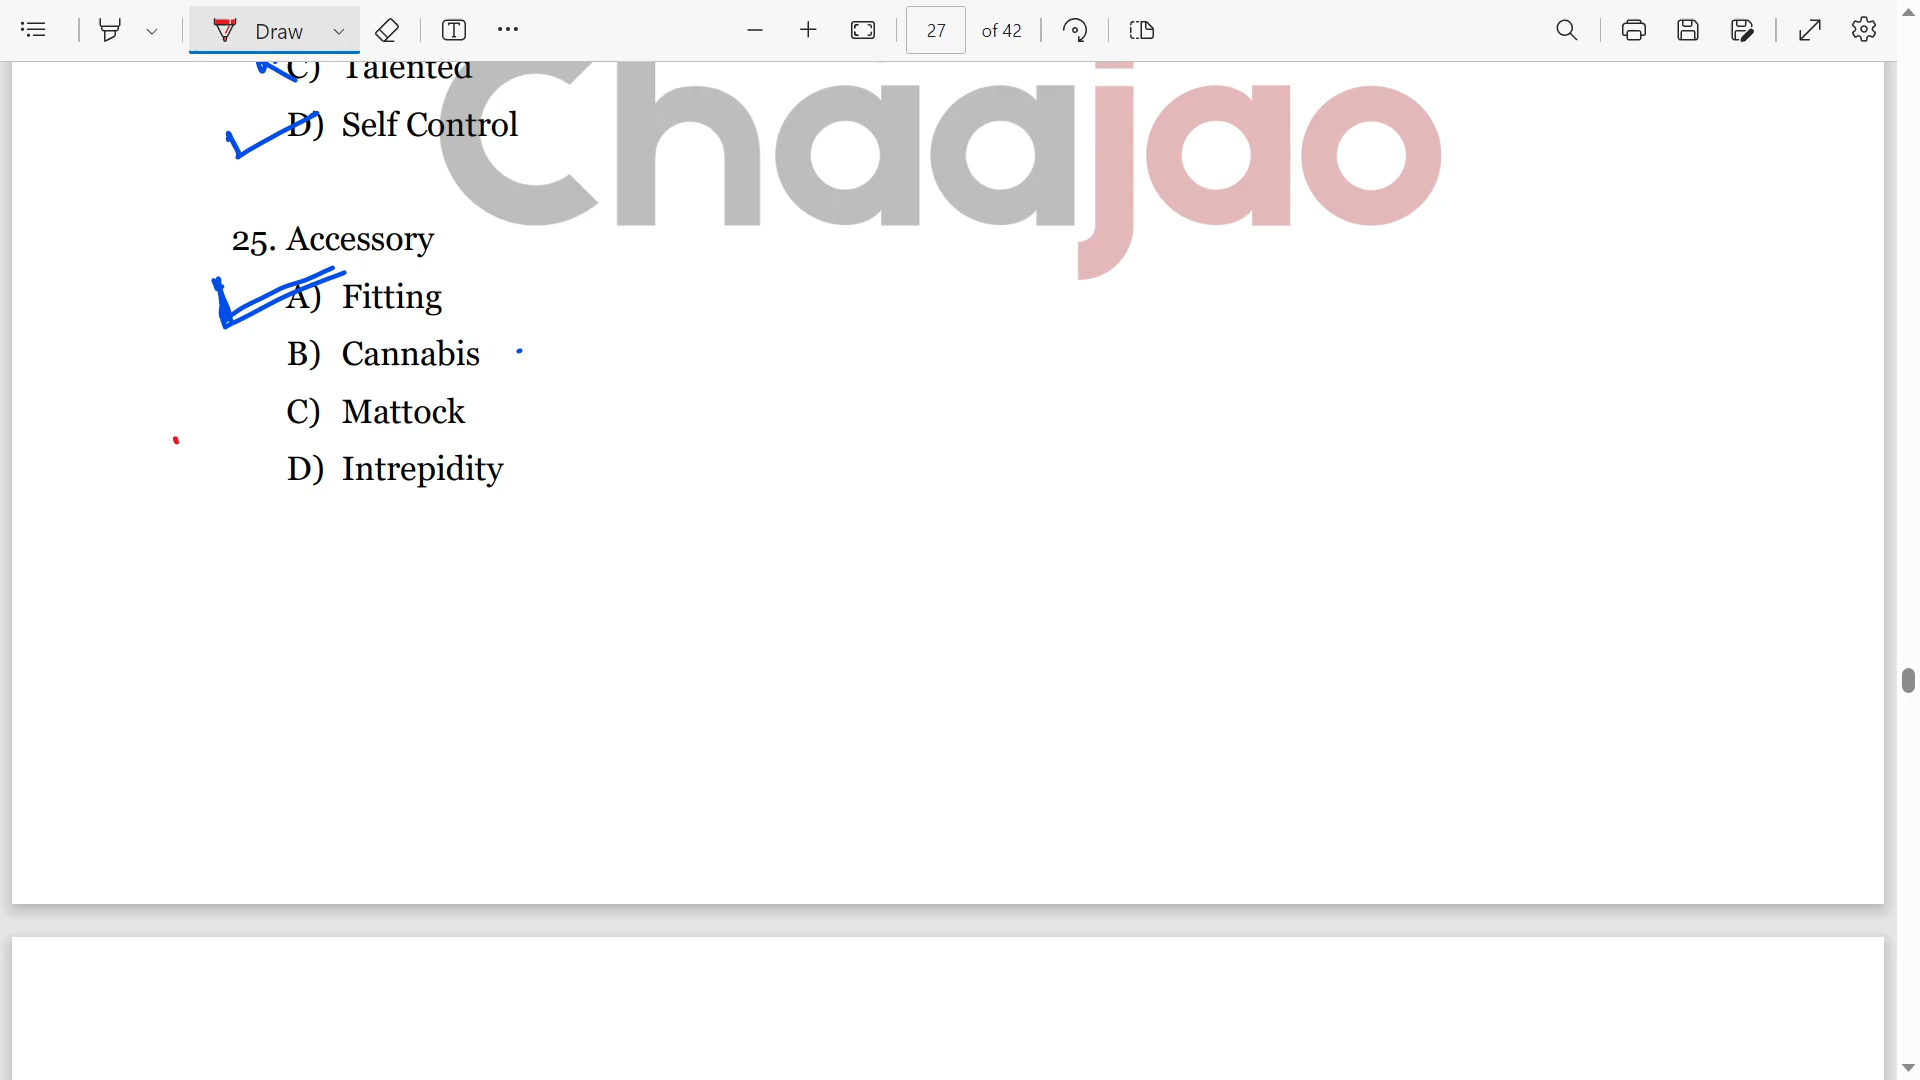 Draw
27 of 42
C) Talented
D) Self Control
Chaajao
25. Accessory
A) Fitting
B) Cannabis
C) Mattock
D) Intrepidity